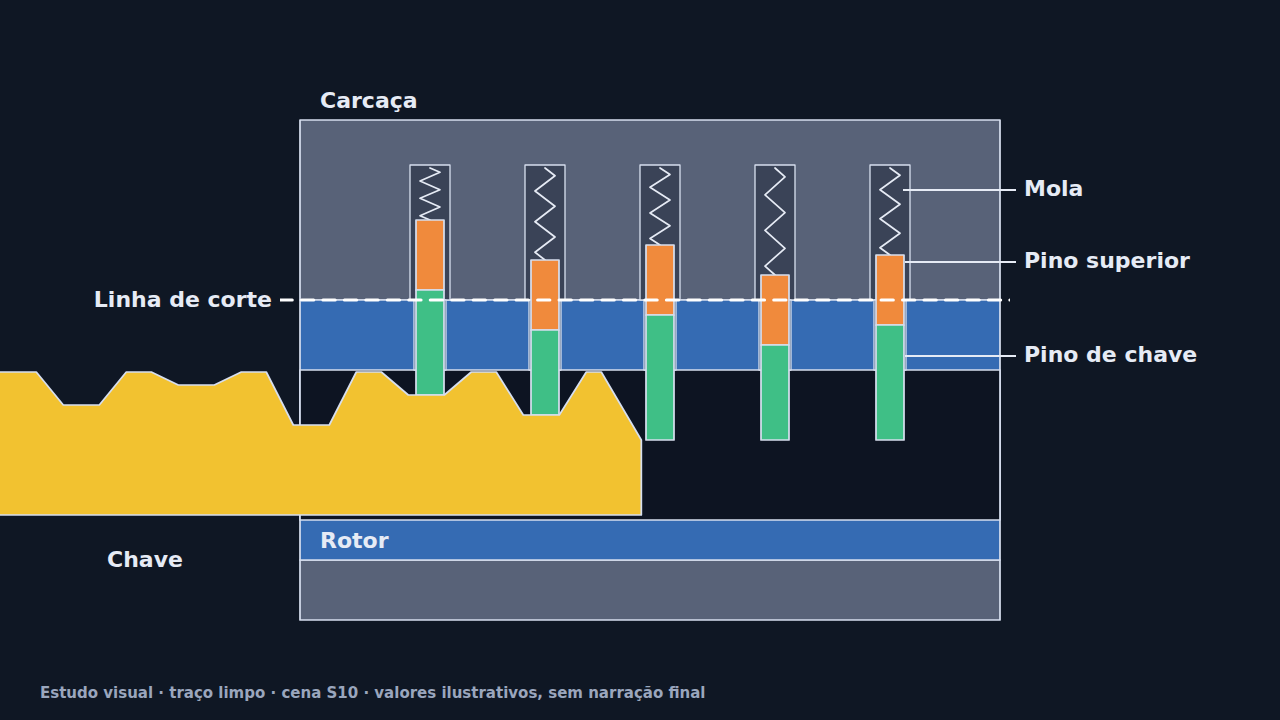 Carcaça
Mola
Pino superior
Linha de corte
Pino de chave
Rotor
Chave
Estudo visual · traço limpo · cena S10 · valores ilustrativos, sem narração final